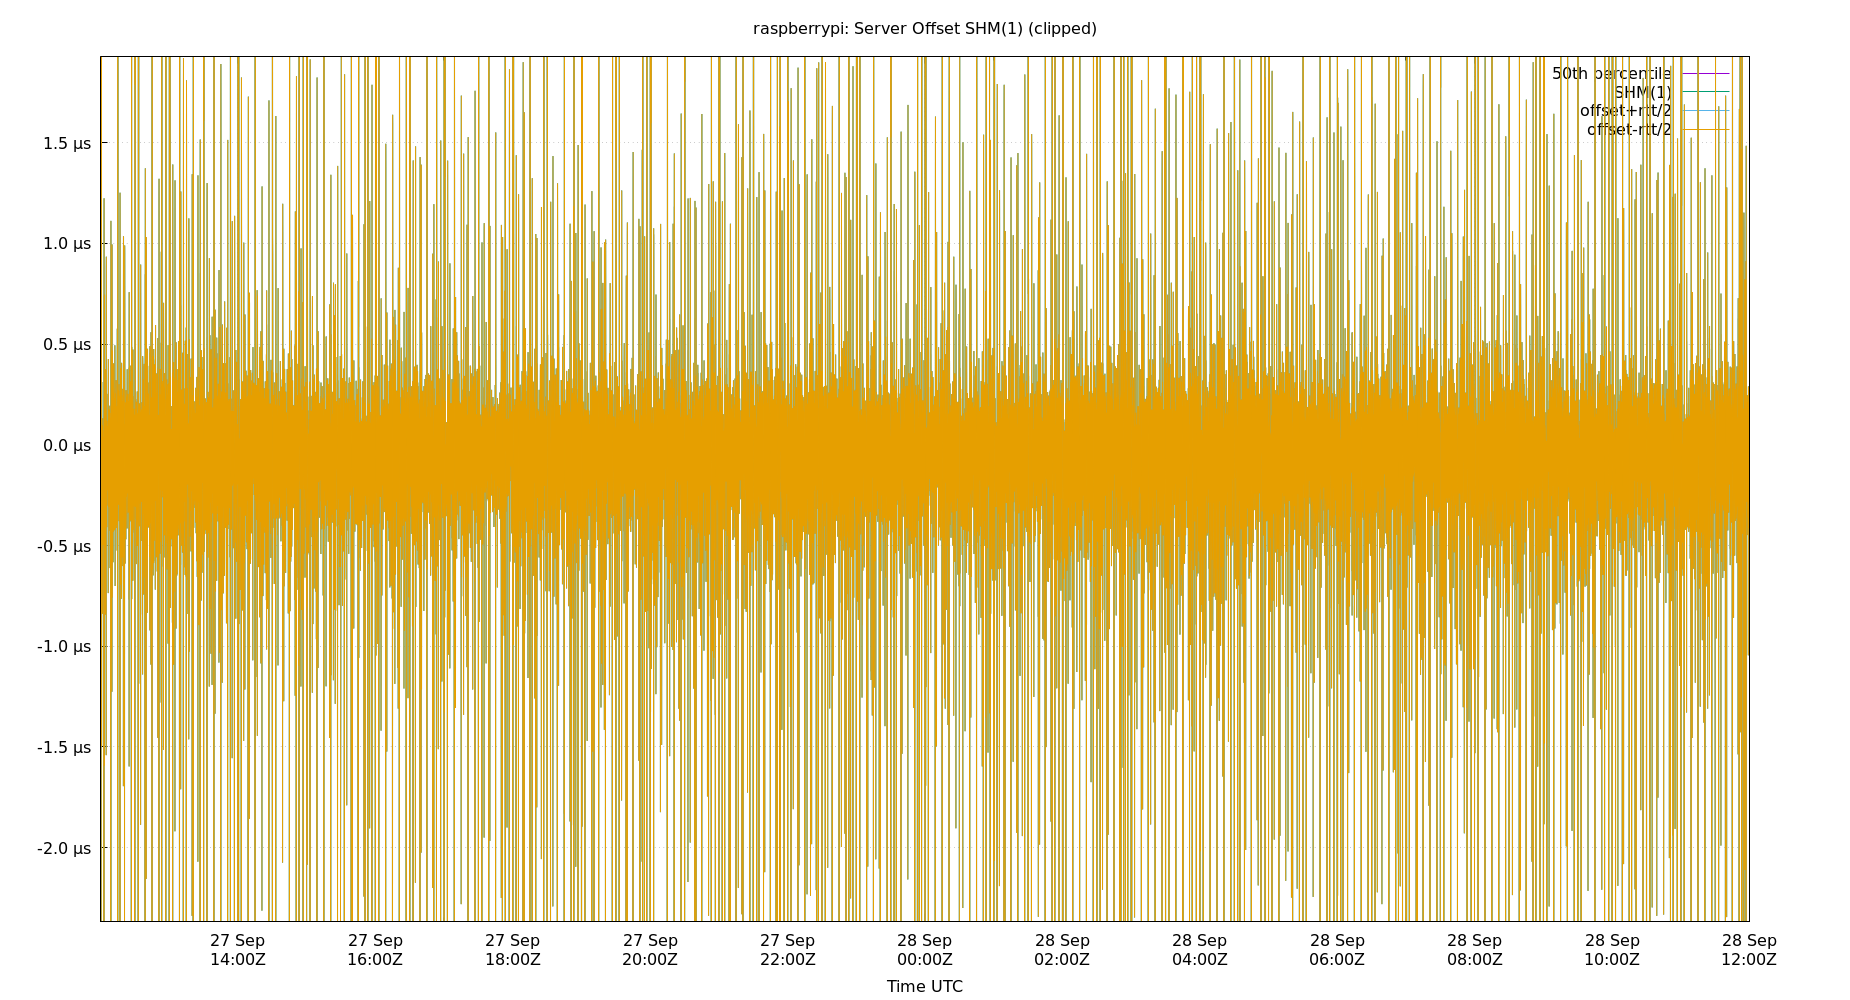 raspberrypi: Server Offset SHM(1) (clipped)
50th percentile
SHM(1)
offset+rtt/2
offset-rtt/2
1.5 µs
1.0 µs
0.5 µs
0.0 µs
-0.5 µs
-1.0 µs
-1.5 µs
-2.0 µs
27 Sep 27 Sep 27 Sep 27 Sep 27 Sep 28 Sep 28 Sep 28 Sep 28 Sep 28 Sep 28 Sep 28 Sep
14:00Z 16:00Z 18:00Z 20:00Z 22:00Z 00:00Z 02:00Z 04:00Z 06:00Z 08:00Z 10:00Z 12:00Z
Time UTC